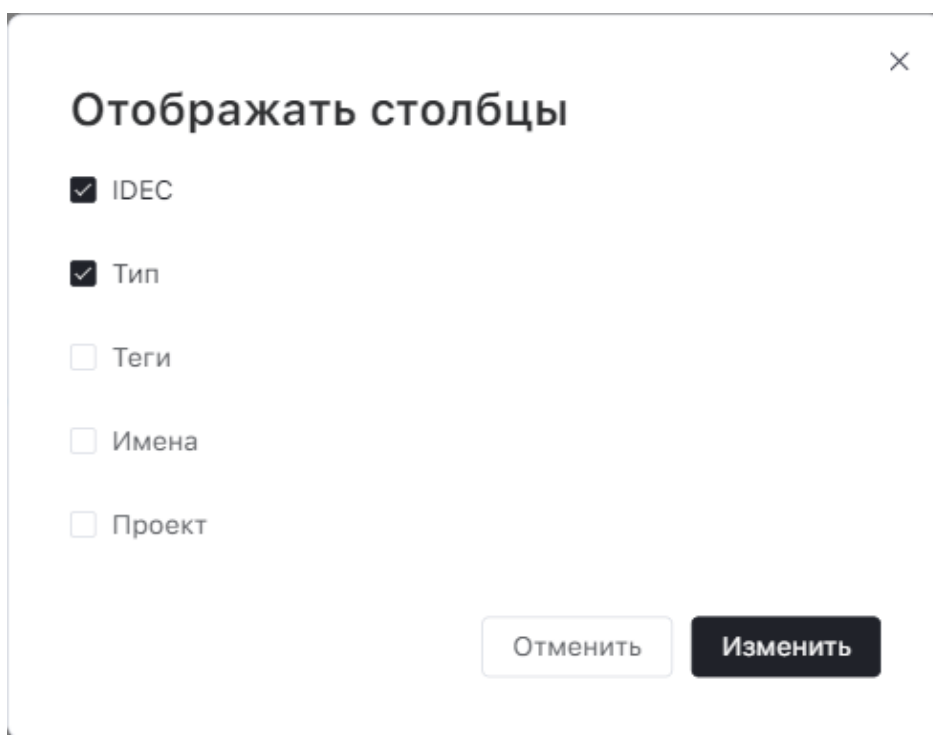 Отображать столбцы
IDEC
Тип
Теги
Имена
Проект
Отменить Изменить